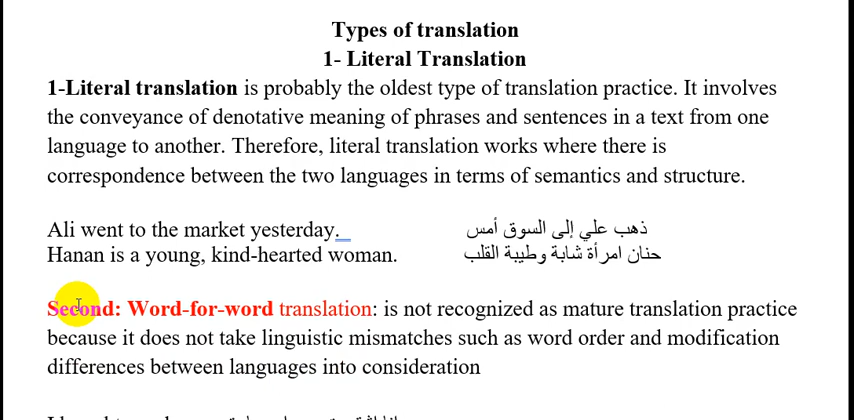 Types of translation
1- Literal Translation
1-Literal translation is probably the oldest type of translation practice. It involves
the conveyance of denotative meaning of phrases and sentences in a text from one
language to another. Therefore, literal translation works where there is
correspondence between the two languages in terms of semantics and structure.
Ali went to the market yesterday. ذهب علي إلى السوق أمس
Hanan is a young, kind-hearted woman. حنان امرأة شابة وطيبة القلب
Second: Word-for-word translation: is not recognized as mature translation practice
because it does not take linguistic mismatches such as word order and modification
differences between languages into consideration